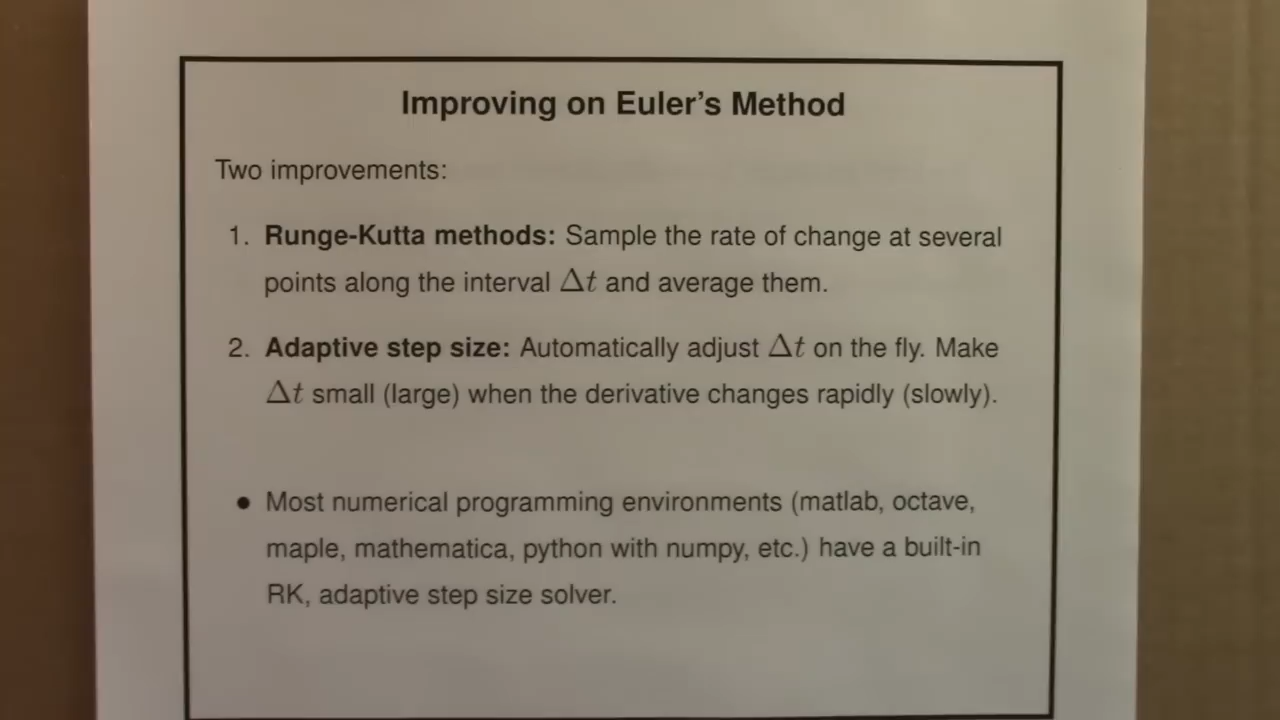 Improving on Euler's Method
Two improvements:
1. Runge-Kutta methods: Sample the rate of change at several
points along the interval Δt and average them.
2. Adaptive step size: Automatically adjust Δt on the fly. Make
Δt small (large) when the derivative changes rapidly (slowly).
● Most numerical programming environments (matlab, octave,
maple, mathematica, python with numpy, etc.) have a built-in
RK, adaptive step size solver.